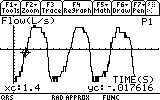 F1 F2 F3 F4 F5 F6 F7
Tools Zoom Trace ReGraph Math Draw Pen
Flow(L/s) P1
TIME(S)
xc:1.4 yc:-.017616
QRS RAD APPROX FUNC